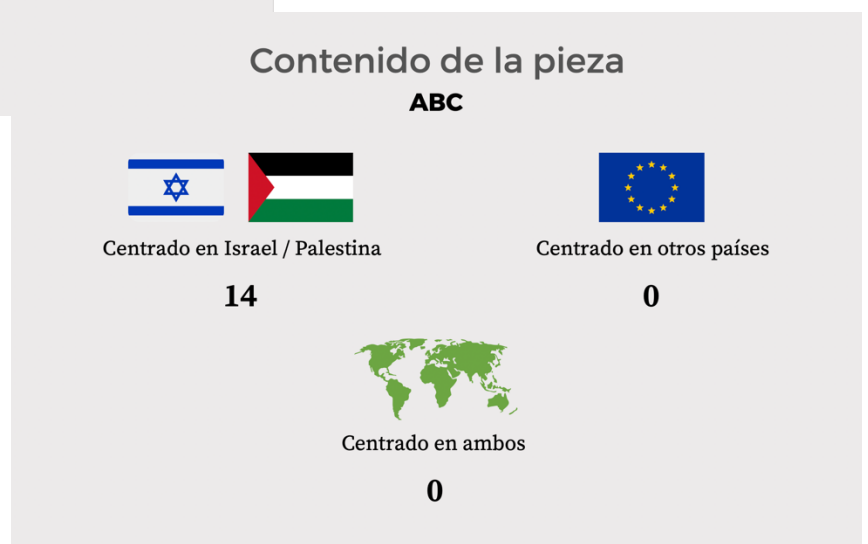 Contenido de la pieza
ABC
Centrado en Israel / Palestina
14
Centrado en otros países
0
Centrado en ambos
0